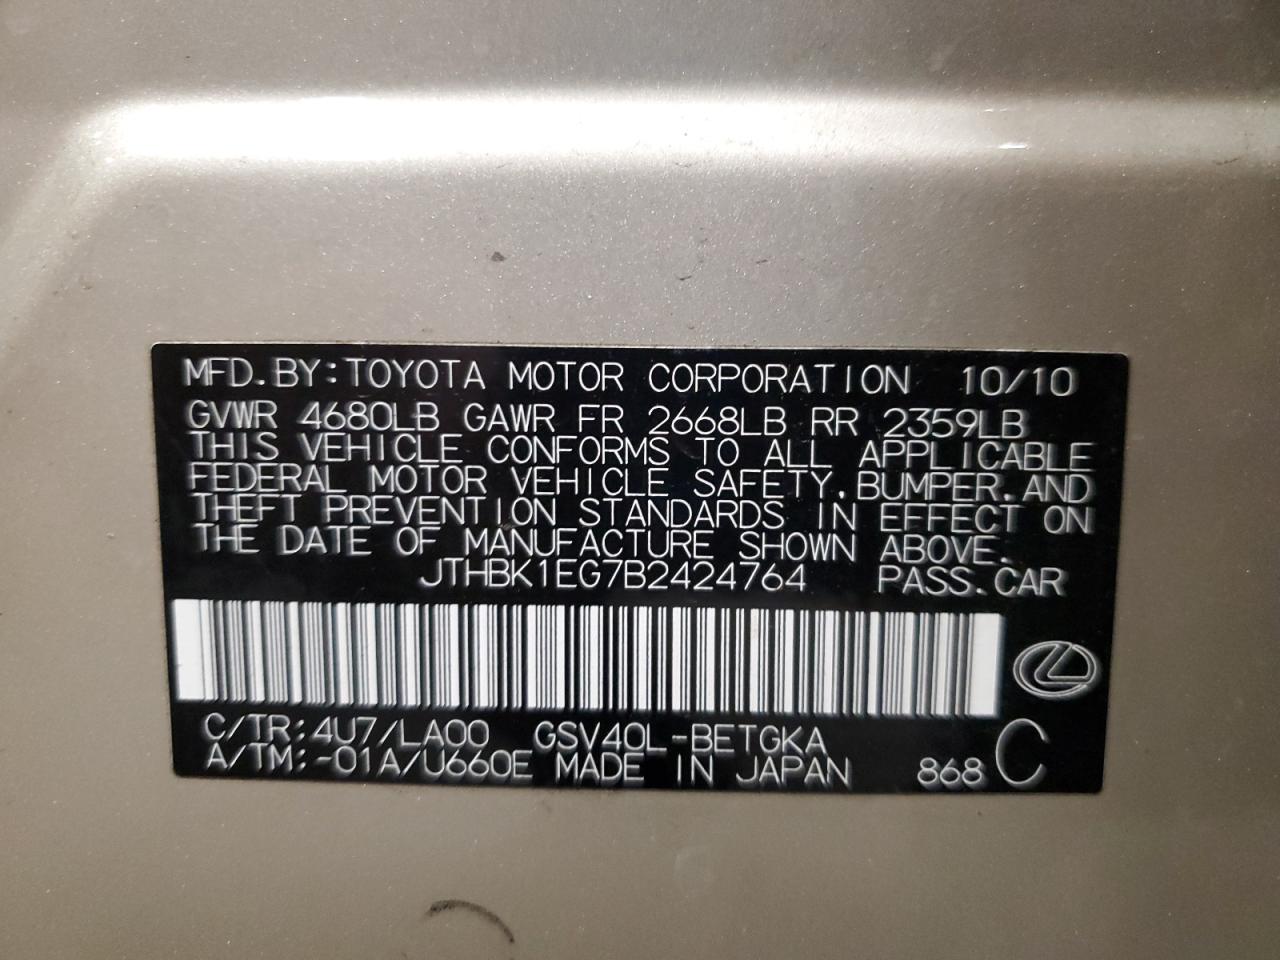 MFD.BY:TOYOTA MOTOR CORPORATION 10/10
GVWR 4680LB GAWR FR 2668LB RR 2359LB
THIS VEHICLE CONFORMS TO ALL APPLICABLE
FEDERAL MOTOR VEHICLE SAFETY,BUMPER,AND
THEFT PREVENTION STANDARDS IN EFFECT ON
THE DATE OF MANUFACTURE SHOWN ABOVE.
JTHBK1EG7B2424764 PASS.CAR
C/TR:4U7/LA00 GSV40L-BETGKA
A/TM:-01A/U660E MADE IN JAPAN 868 C